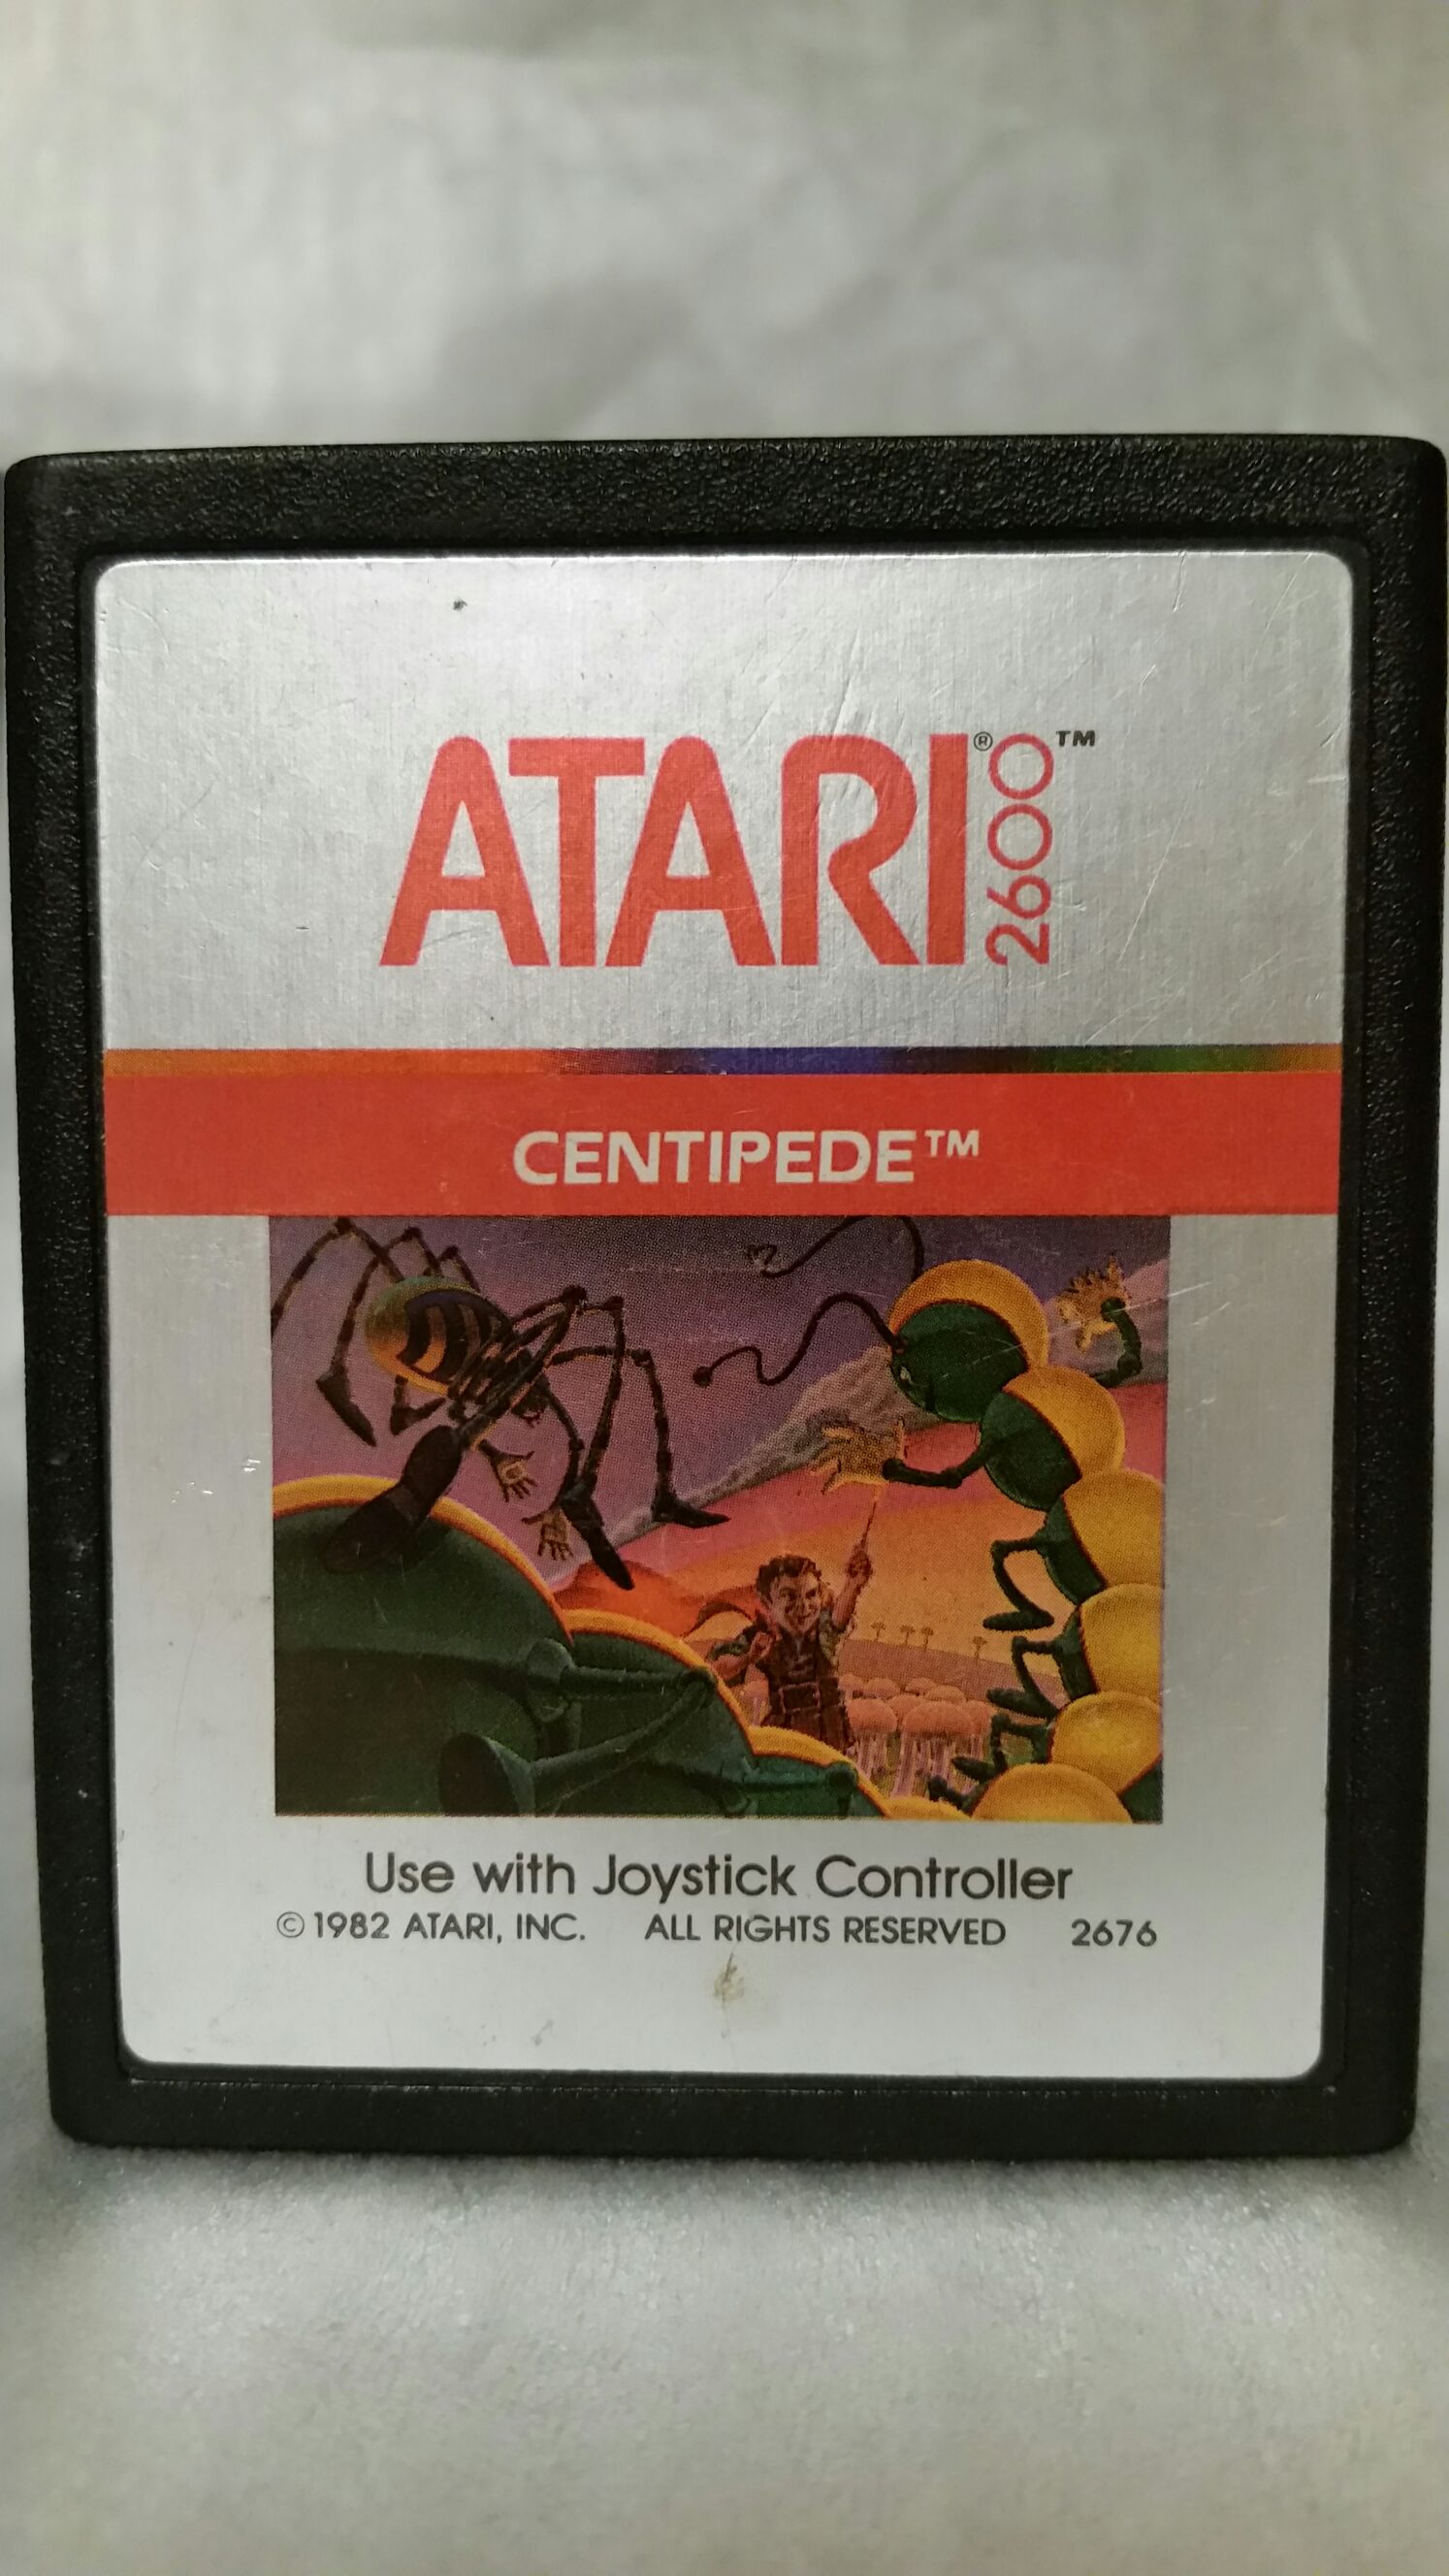 ATARI® 2600™
CENTIPEDE™
Use with Joystick Controller
© 1982 ATARI, INC. ALL RIGHTS RESERVED 2676